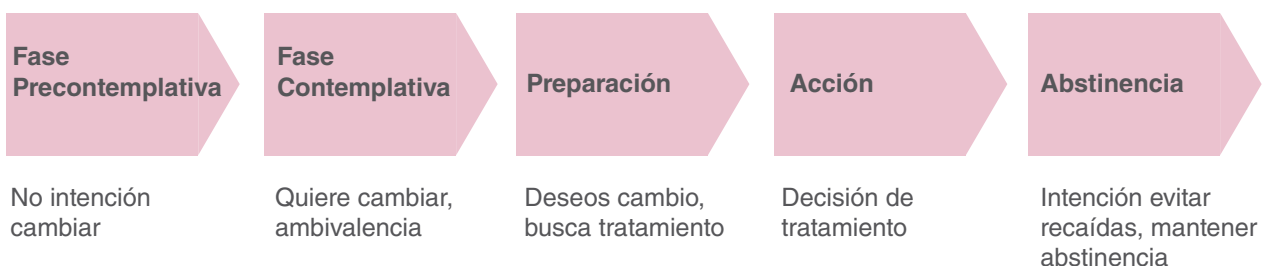 Fase
Precontemplativa
Fase
Contemplativa
Preparación
Acción
Abstinencia
No intención
cambiar
Quiere cambiar,
ambivalencia
Deseos cambio,
busca tratamiento
Decisión de
tratamiento
Intención evitar
recaídas, mantener
abstinencia